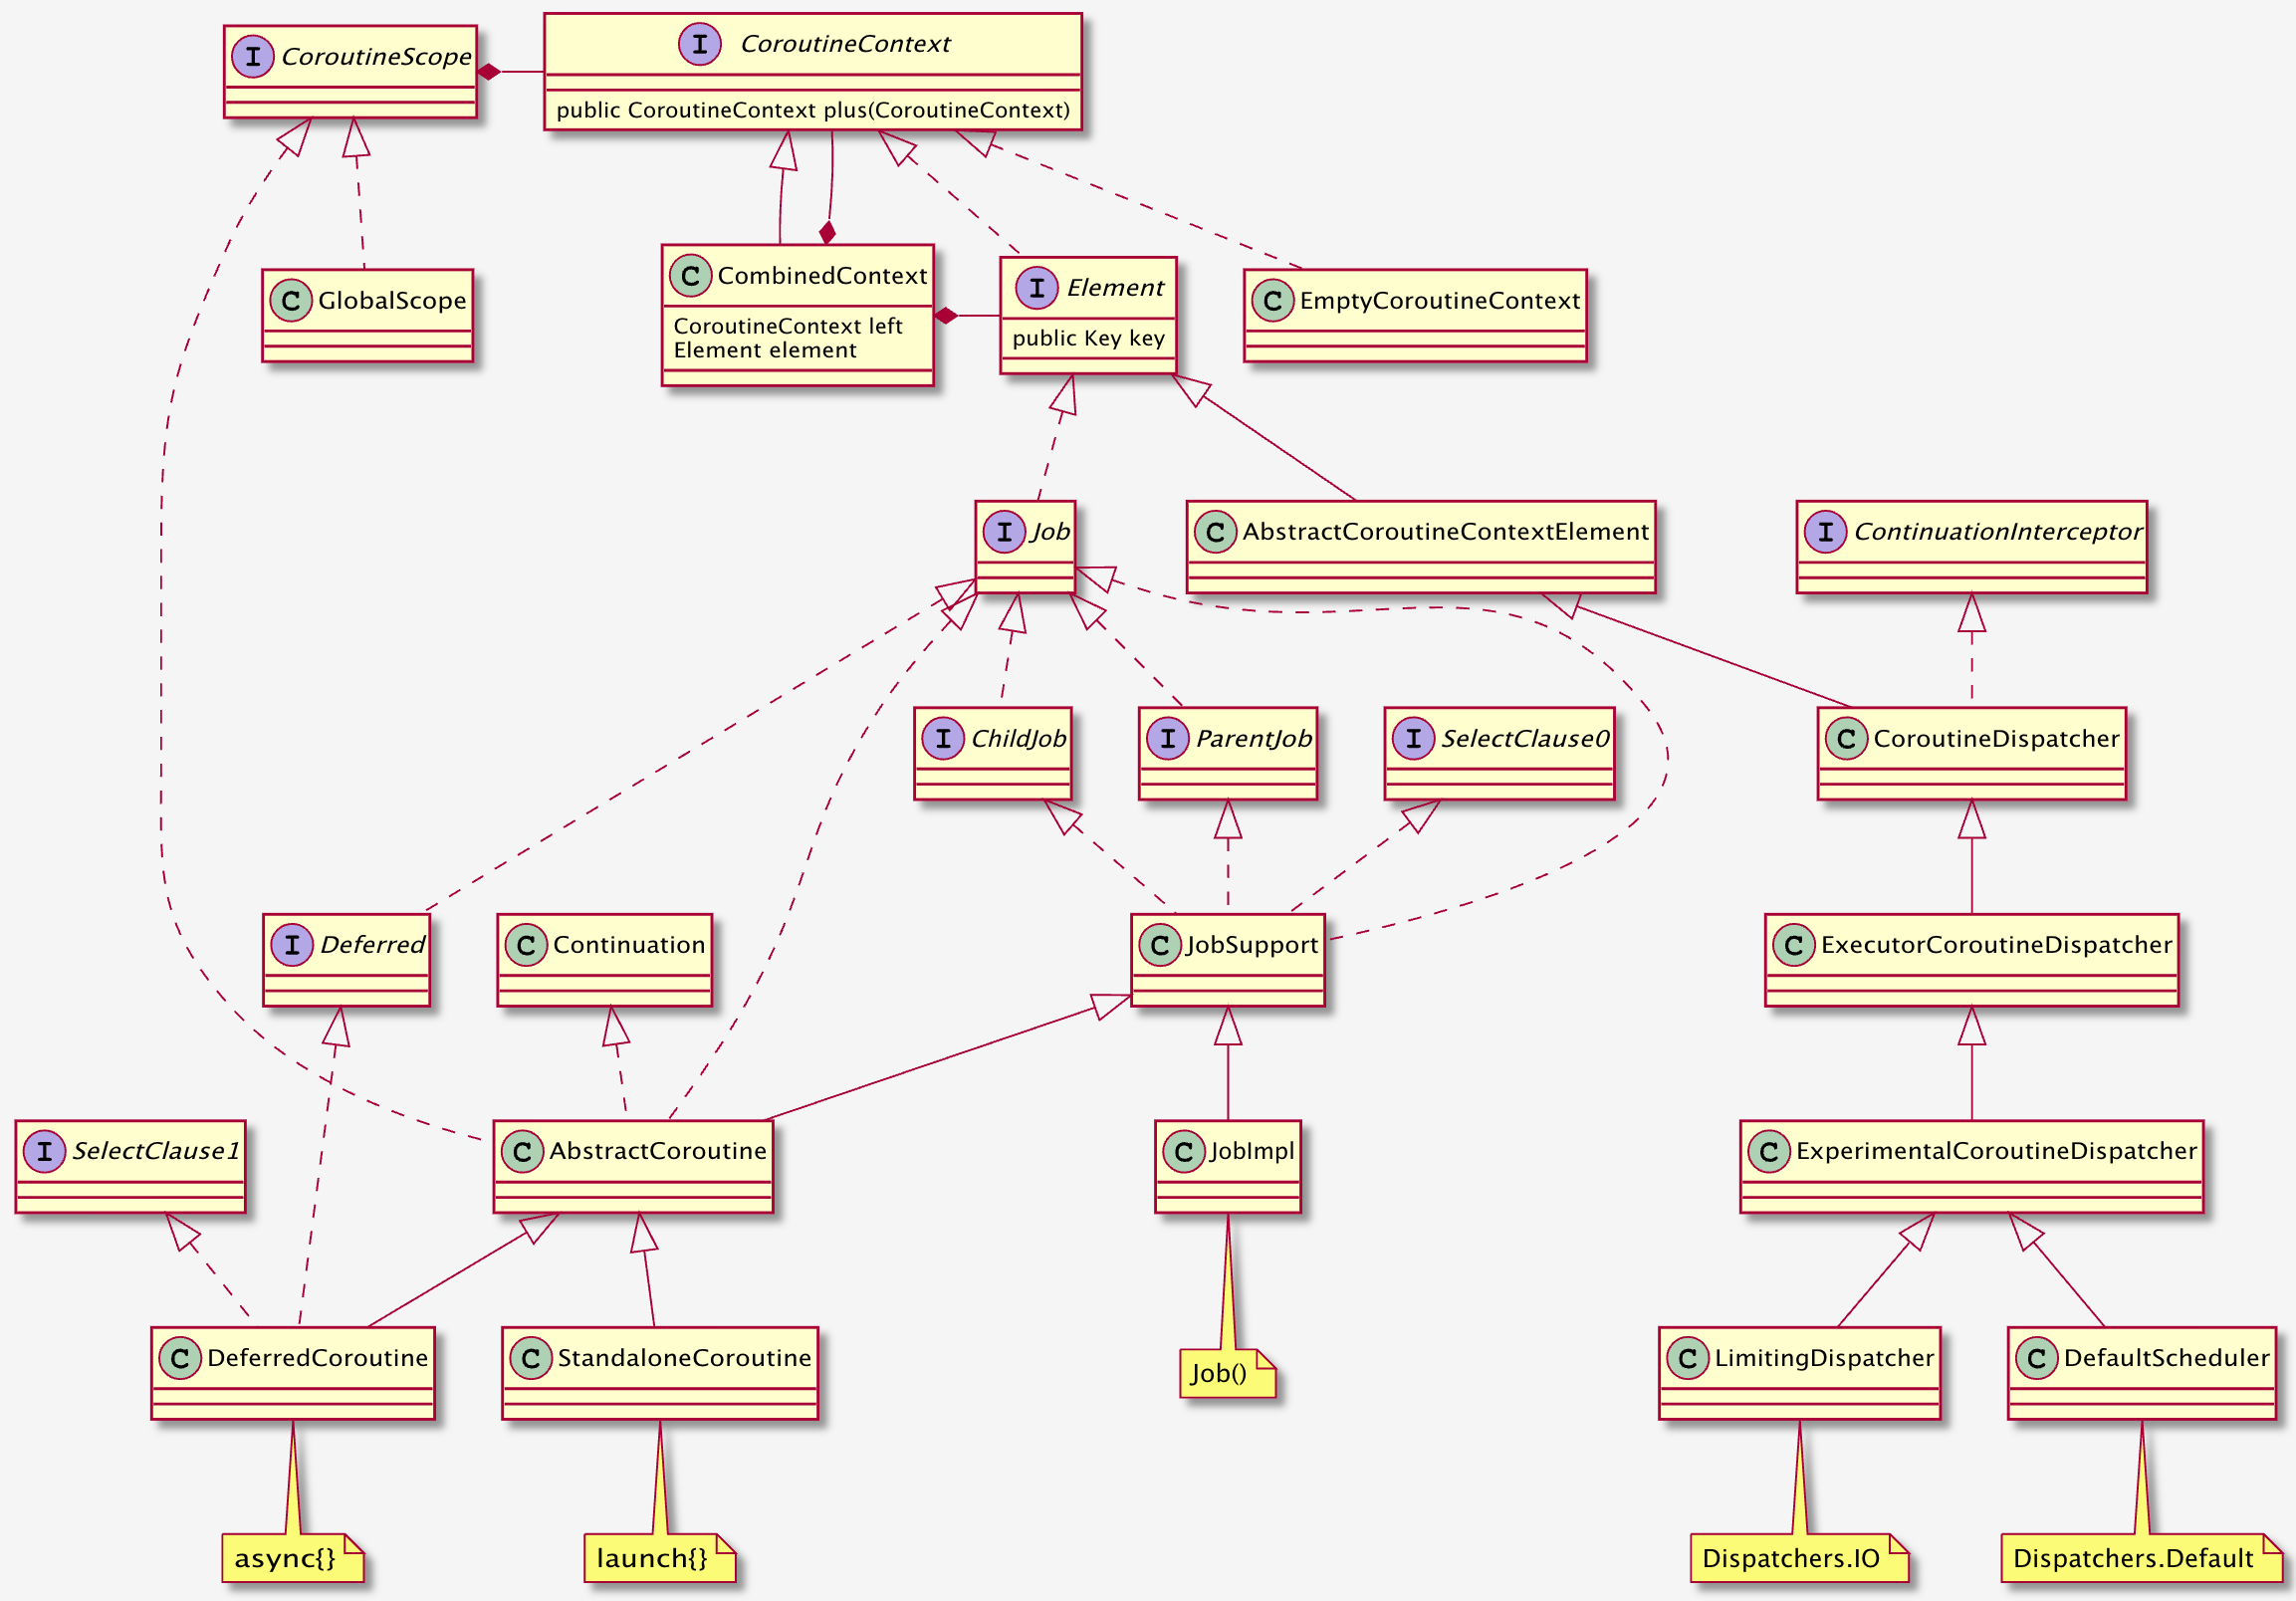 I CoroutineScope
I CoroutineContext
public CoroutineContext plus(CoroutineContext)
C GlobalScope
C CombinedContext
CoroutineContext left
Element element
I Element
public Key key
C EmptyCoroutineContext
I Job
C AbstractCoroutineContextElement
I ContinuationInterceptor
I ChildJob
I ParentJob
I SelectClause0
C CoroutineDispatcher
I Deferred
C Continuation
C JobSupport
C ExecutorCoroutineDispatcher
I SelectClause1
C AbstractCoroutine
C JobImpl
C ExperimentalCoroutineDispatcher
C DeferredCoroutine
C StandaloneCoroutine
Job()
C LimitingDispatcher
C DefaultScheduler
async{}
launch{}
Dispatchers.IO
Dispatchers.Default